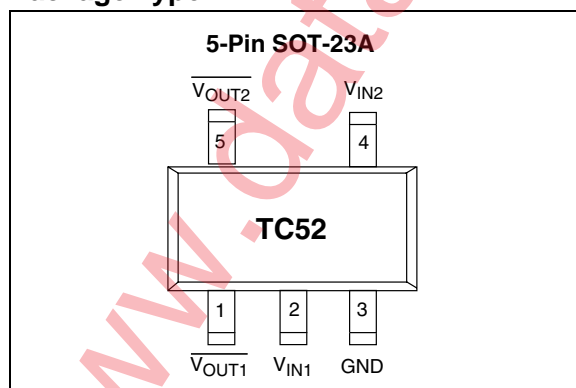 5-Pin SOT-23A
VOUT2 VIN2
5 4
TC52
1 2 3
VOUT1 VIN1 GND